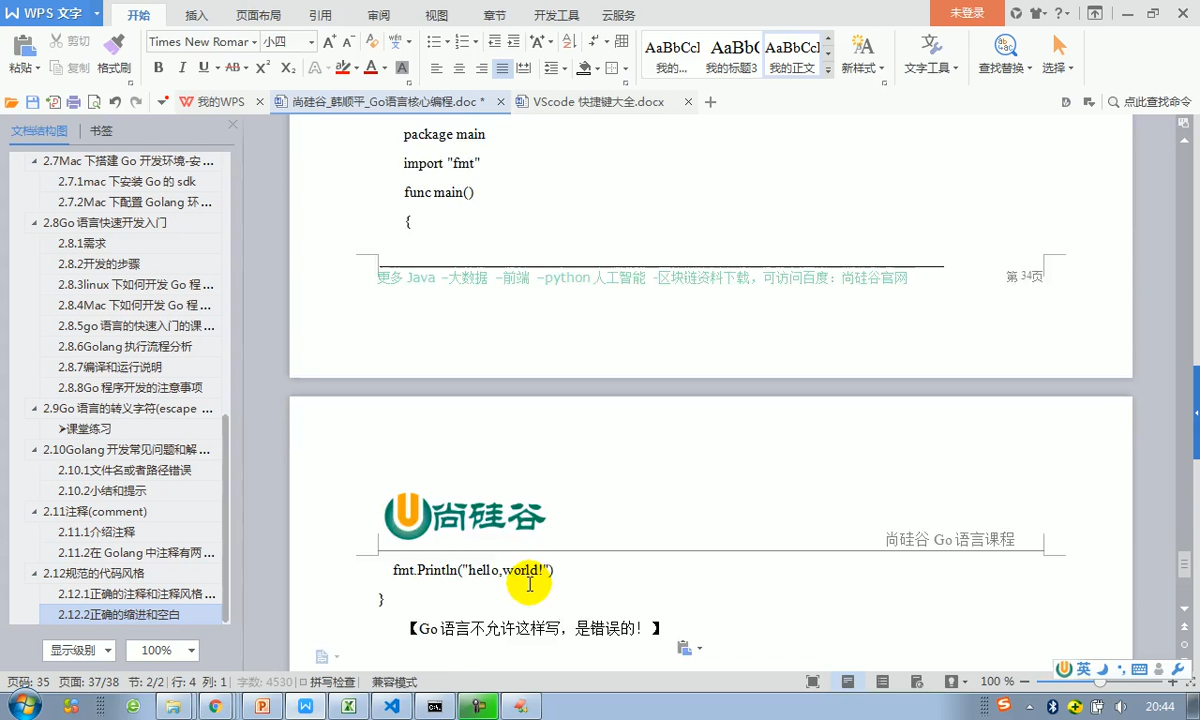 WPS 文字
开始
插入
页面布局
引用
审阅
视图
章节
开发工具
云服务
未登录
粘贴
剪切
复制
格式刷
Times New Romar
小四
AaBbCcl
AaBb(
AaBbCcl
我的...
我的标题3
我的正文
新样式
文字工具
查找替换
选择
我的WPS
尚硅谷_韩顺平_Go语言核心编程.doc *
VScode 快捷键大全.docx
点此查找命令
文档结构图
书签
2.7Mac 下搭建 Go 开发环境-安...
2.7.1mac 下安装 Go 的 sdk
2.7.2Mac 下配置 Golang 环...
2.8Go 语言快速开发入门
2.8.1需求
2.8.2开发的步骤
2.8.3linux 下如何开发 Go 程...
2.8.4Mac 下如何开发 Go 程...
2.8.5go 语言的快速入门的课...
2.8.6Golang 执行流程分析
2.8.7编译和运行说明
2.8.8Go 程序开发的注意事项
2.9Go 语言的转义字符(escape ...
➤课堂练习
2.10Golang 开发常见问题和解...
2.10.1文件名或者路径错误
2.10.2小结和提示
2.11注释(comment)
2.11.1介绍注释
2.11.2在 Golang 中注释有两...
2.12规范的代码风格
2.12.1正确的注释和注释风格...
2.12.2正确的缩进和空白
显示级别
100%
package main
import "fmt"
func main()
{
更多 Java –大数据 –前端 –python 人工智能 -区块链资料下载，可访问百度：尚硅谷官网
第 34页
尚硅谷
尚硅谷 Go 语言课程
fmt.Println("hello,world!")
}
【Go 语言不允许这样写，是错误的！】
页码: 35
页面: 37/38
节: 2/2
行: 4
列: 1
字数: 4530
拼写检查
兼容模式
100 %
英
20:44